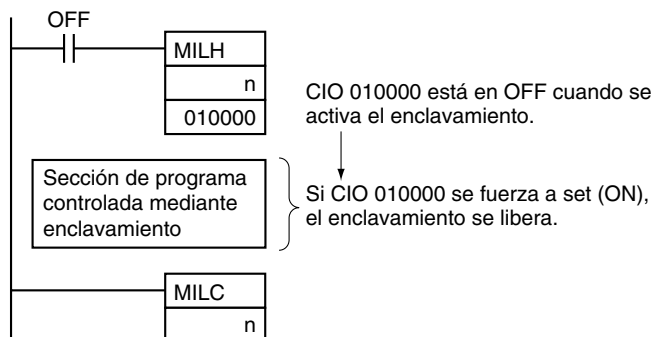 OFF
MILH
n
010000
CIO 010000 está en OFF cuando se
activa el enclavamiento.
Sección de programa
controlada mediante
enclavamiento
Si CIO 010000 se fuerza a set (ON),
el enclavamiento se libera.
MILC
n